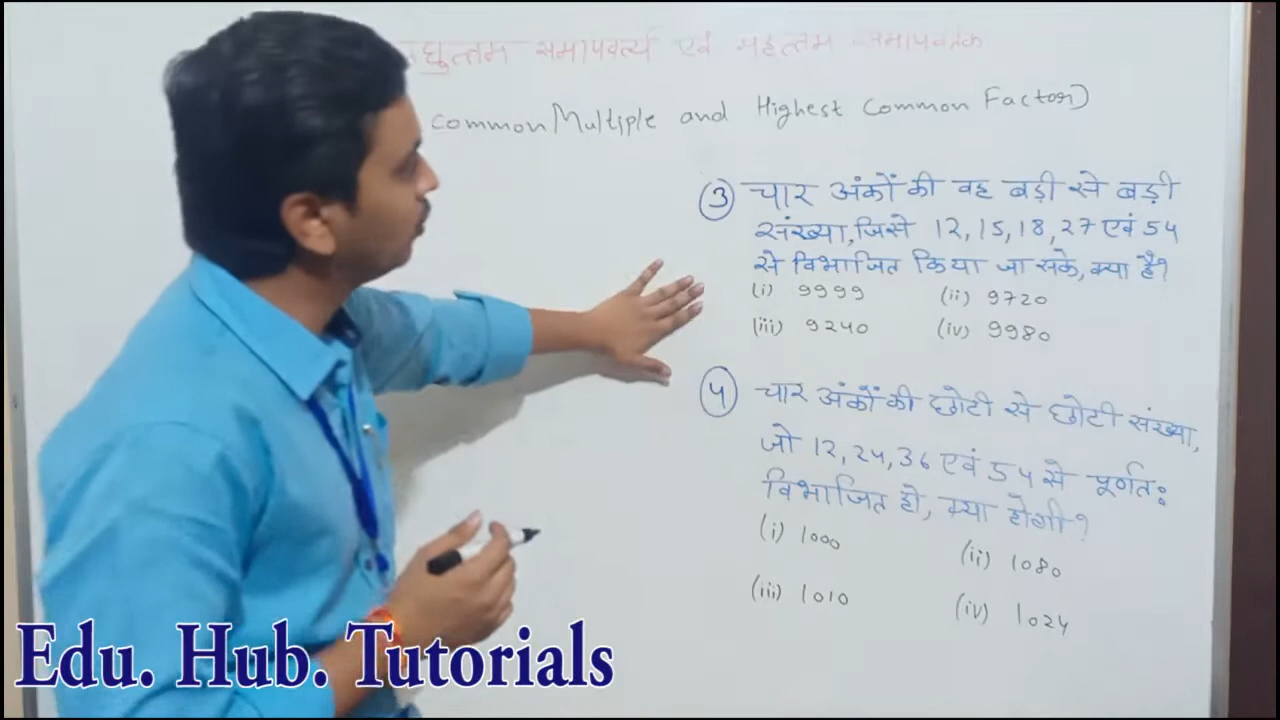 लघुत्तम समापवर्त्य एवं महत्तम समापवर्तक
Common Multiple and Highest Common Factor)
(3) चार अंकों की वह बड़ी से बड़ी
संख्या, जिसे 12, 15, 18, 27 एवं 54
से विभाजित किया जा सके, क्या है?
(i) 9999 (ii) 9720
(iii) 9240 (iv) 9980
(4) चार अंकों की छोटी से छोटी संख्या,
जो 12, 24, 36 एवं 54 से पूर्णतः
विभाजित हो, क्या होगी?
(i) 1000 (ii) 1080
(iii) 1010 (iv) 1024
Edu. Hub. Tutorials